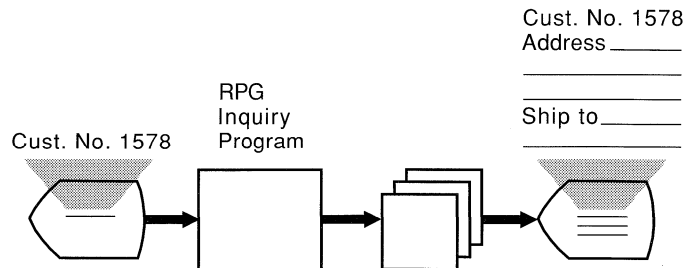 Cust. No. 1578
RPG
Inquiry
Program
Cust. No. 1578
Address
Ship to